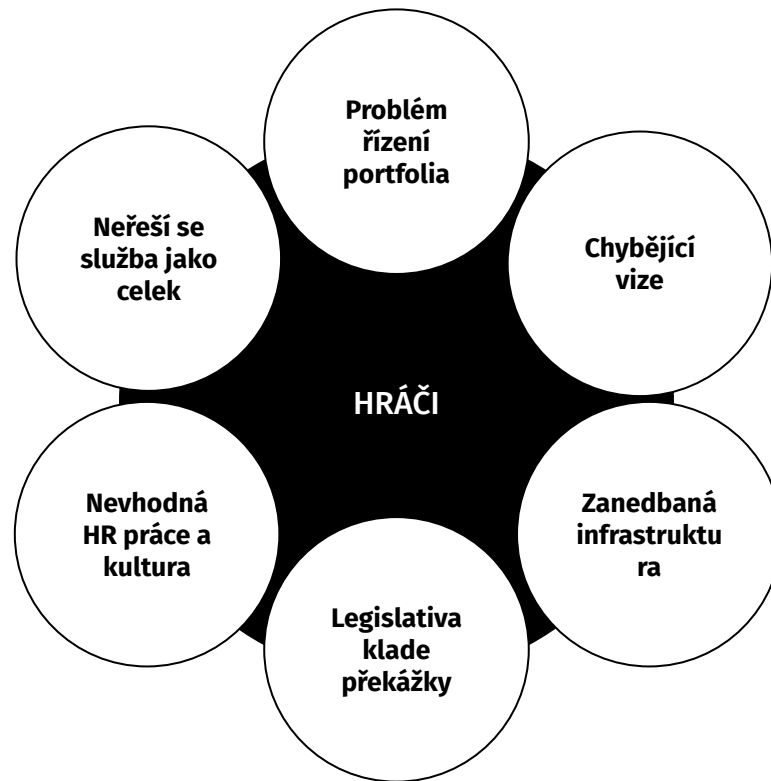 Problém
řízení
portfolia
Neřeší se
služba jako
celek
Chybějící
vize
HRÁČI
Nevhodná
HR práce a
kultura
Zanedbaná
infrastruktu
ra
Legislativa
klade
překážky